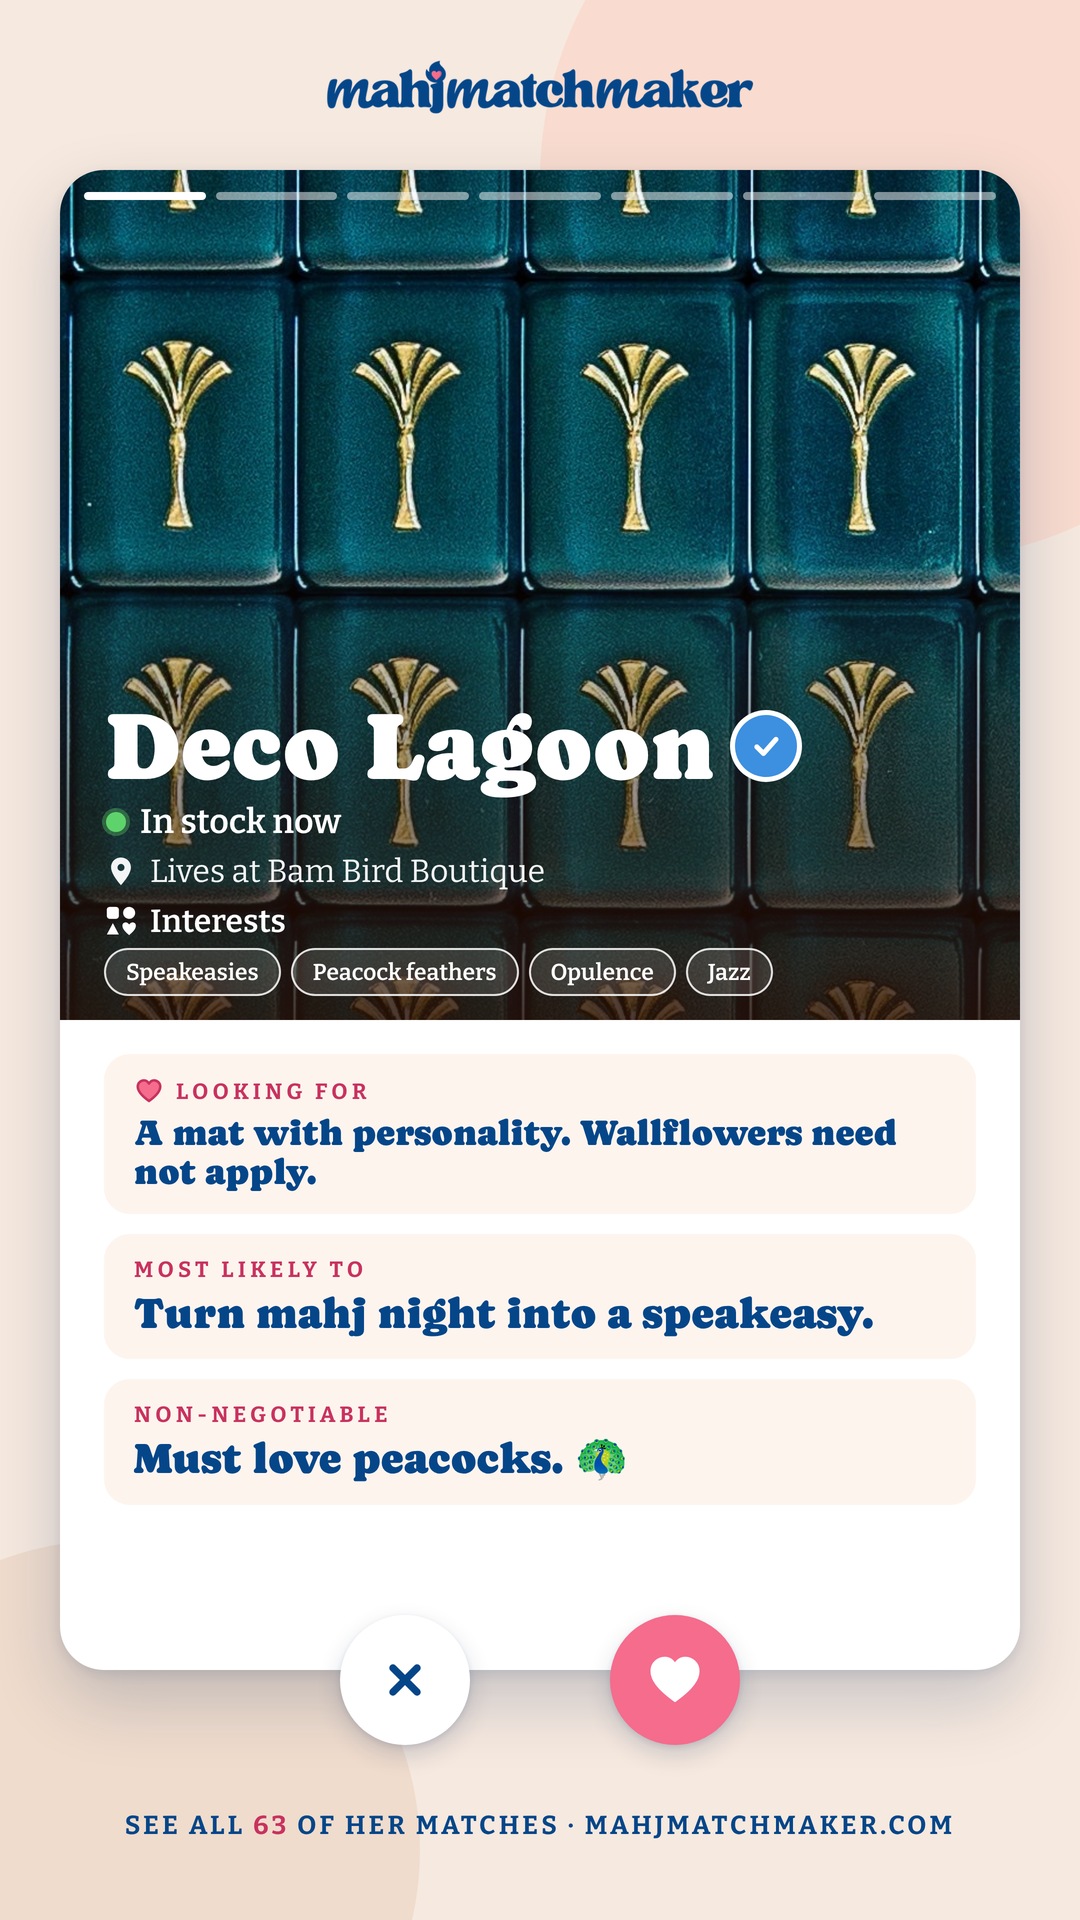 mahjmatchmaker
Deco Lagoon
In stock now
Lives at Bam Bird Boutique
Interests
Speakeasies Peacock feathers Opulence Jazz
LOOKING FOR
A mat with personality. Wallflowers need
not apply.
MOST LIKELY TO
Turn mahj night into a speakeasy.
NON-NEGOTIABLE
Must love peacocks. 🦚
SEE ALL 63 OF HER MATCHES · MAHJMATCHMAKER.COM